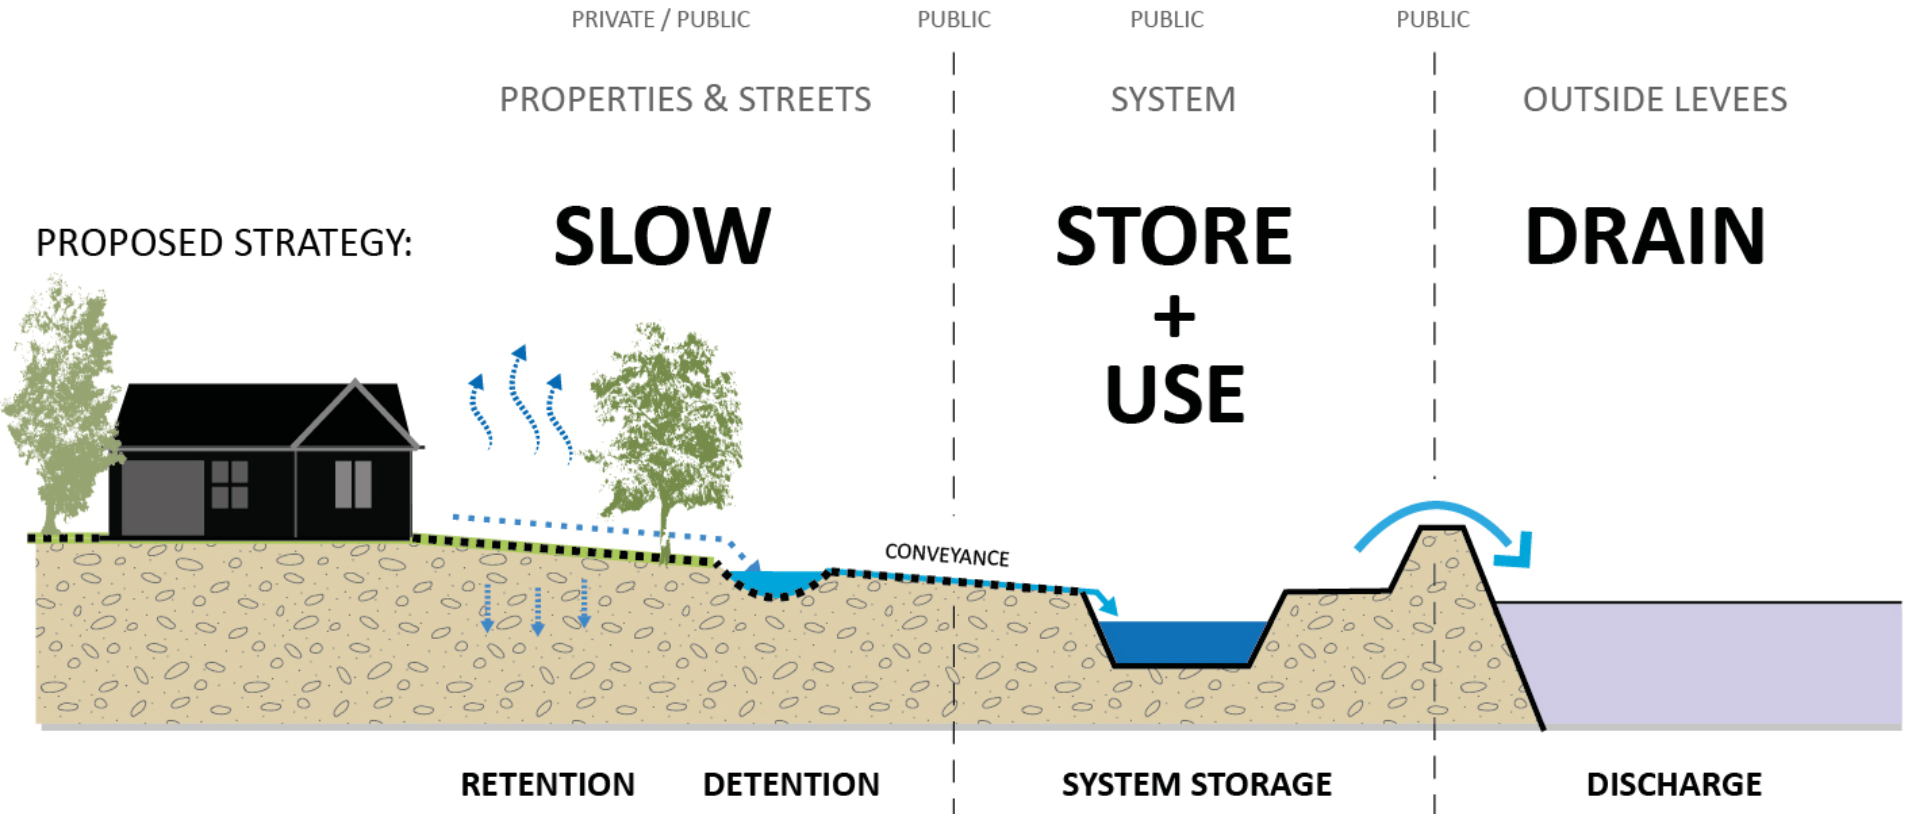 PRIVATE / PUBLIC
PUBLIC
PUBLIC
PUBLIC
PROPERTIES & STREETS
SYSTEM
OUTSIDE LEVEES
PROPOSED STRATEGY:
SLOW
STORE
+
USE
DRAIN
CONVEYANCE
RETENTION
DETENTION
SYSTEM STORAGE
DISCHARGE